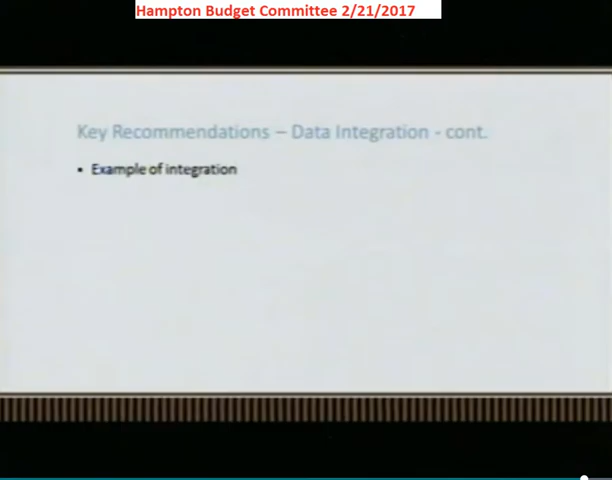 Hampton Budget Committee 2/21/2017
Key Recommendations – Data Integration - cont.
• Example of integration